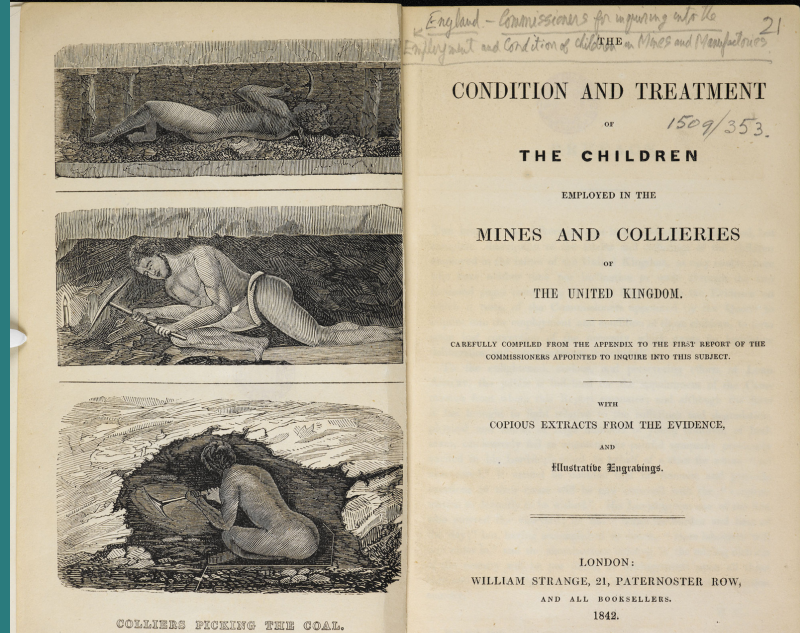 COLLIERS PICKING THE COAL.
England - Commissioners for inquiring into the
Employment and Condition of children in Mines and Manufactories
21
THE
CONDITION AND TREATMENT
OF
1509/353.
THE CHILDREN
EMPLOYED IN THE
MINES AND COLLIERIES
OF
THE UNITED KINGDOM.
CAREFULLY COMPILED FROM THE APPENDIX TO THE FIRST REPORT OF THE
COMMISSIONERS APPOINTED TO INQUIRE INTO THIS SUBJECT.
WITH
COPIOUS EXTRACTS FROM THE EVIDENCE,
AND
Illustrative Engravings.
LONDON:
WILLIAM STRANGE, 21, PATERNOSTER ROW,
AND ALL BOOKSELLERS.
1842.